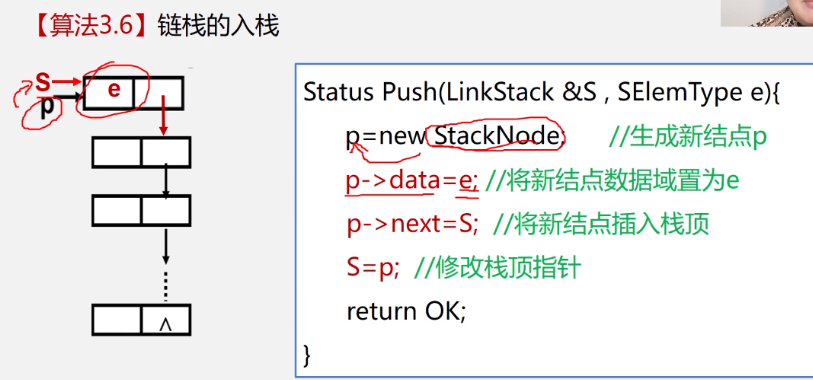 【算法3.6】链栈的入栈
S
p
e
∧
Status Push(LinkStack &S , SElemType e){
p=new StackNode; //生成新结点p
p->data=e; //将新结点数据域置为e
p->next=S; //将新结点插入栈顶
S=p; //修改栈顶指针
return OK;
}